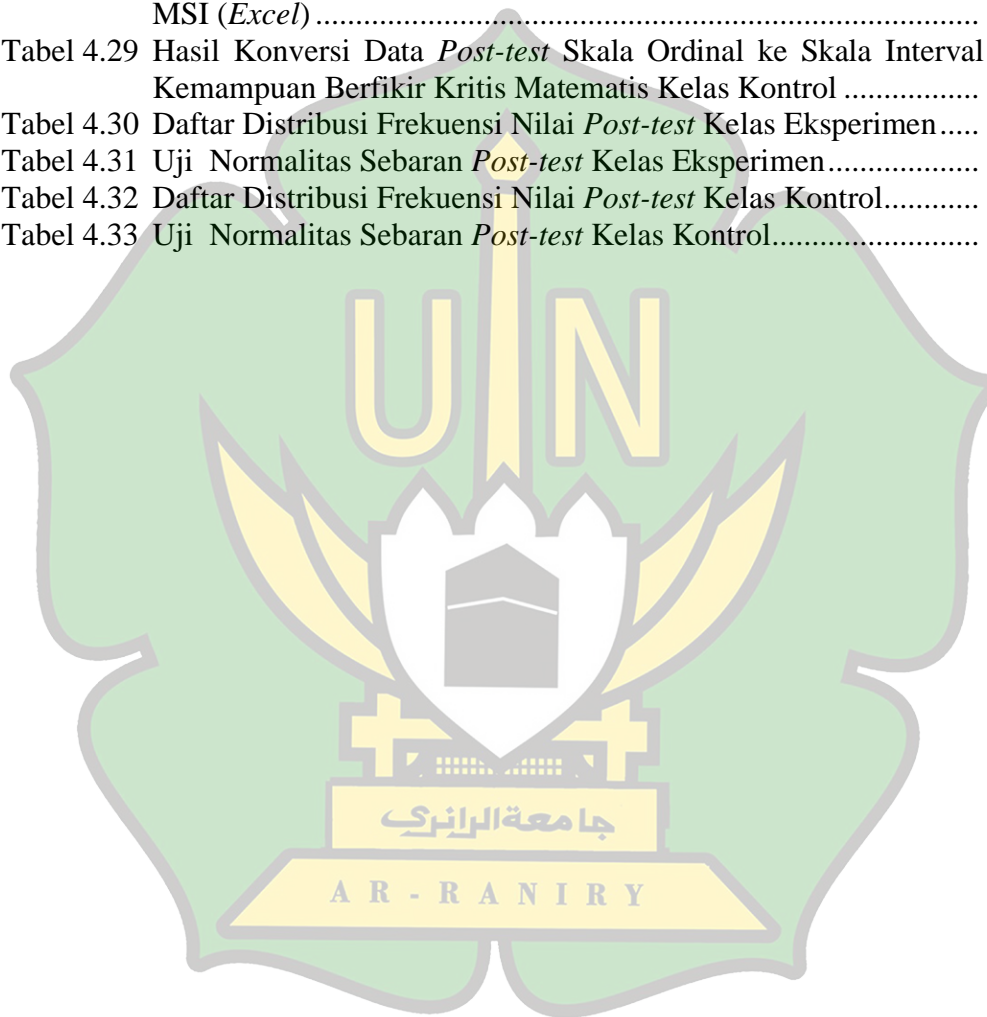 MSI (Excel) ..................................................................................
Tabel 4.29 Hasil Konversi Data Post-test Skala Ordinal ke Skala Interval
Kemampuan Berfikir Kritis Matematis Kelas Kontrol .................
Tabel 4.30 Daftar Distribusi Frekuensi Nilai Post-test Kelas Eksperimen.....
Tabel 4.31 Uji Normalitas Sebaran Post-test Kelas Eksperimen...................
Tabel 4.32 Daftar Distribusi Frekuensi Nilai Post-test Kelas Kontrol............
Tabel 4.33 Uji Normalitas Sebaran Post-test Kelas Kontrol..........................
UIN
جامعةالرانري
AR-RANIRY